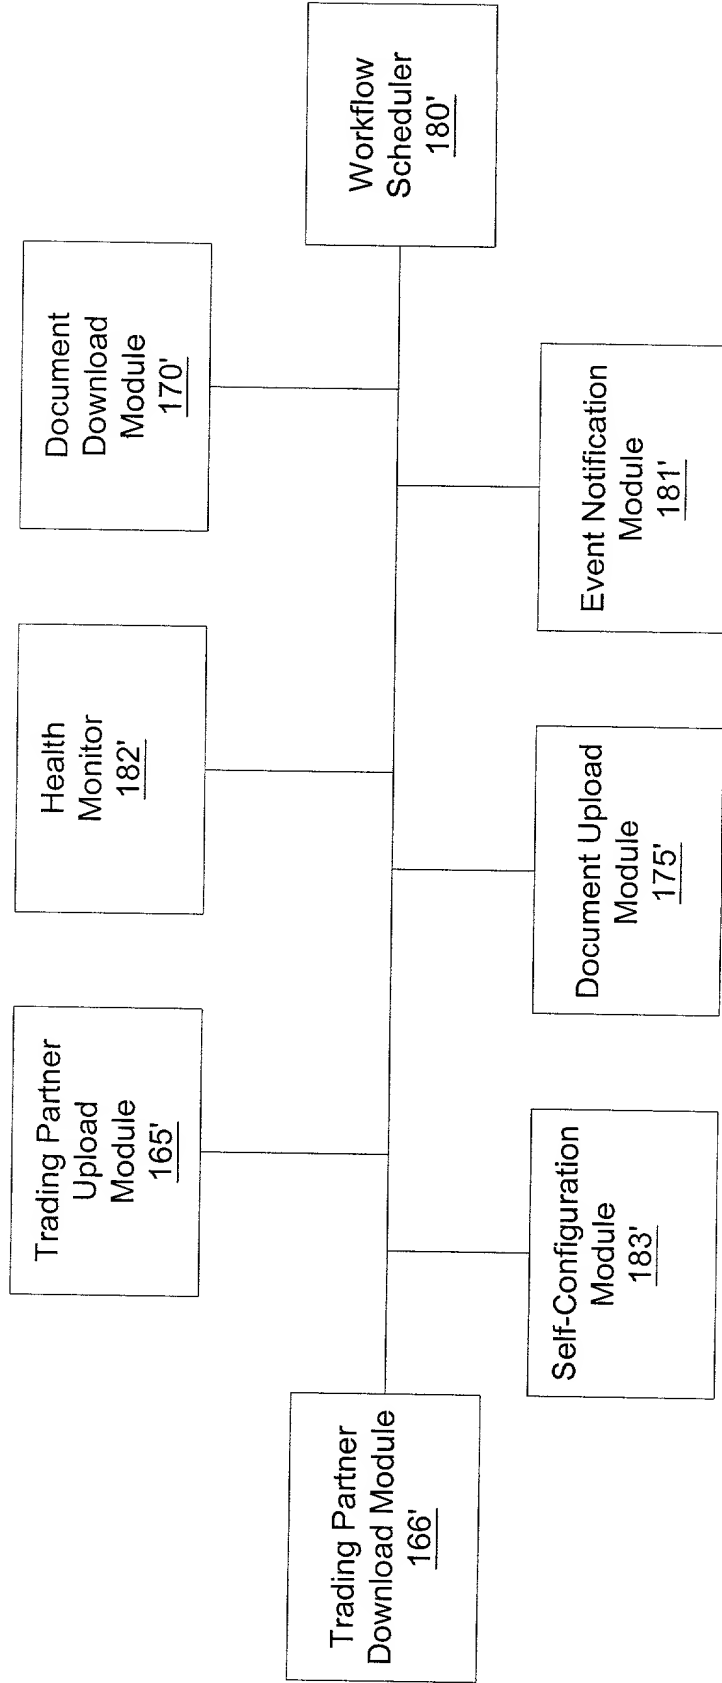 Trading Partner
Upload
Module
165'
Health
Monitor
182'
Document
Download
Module
170'
Trading Partner
Download Module
166'
Workflow
Scheduler
180'
Self-Configuration
Module
183'
Document Upload
Module
175'
Event Notification
Module
181'